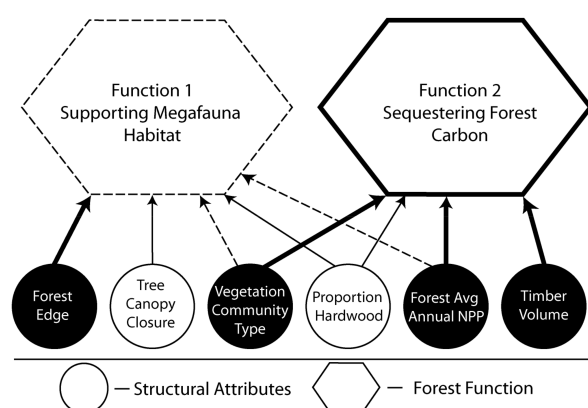 Function 1
Supporting Megafauna
Habitat
Function 2
Sequestering Forest
Carbon
Forest
Edge
Tree
Canopy
Closure
Vegetation
Community
Type
Proportion
Hardwood
Forest Avg
Annual NPP
Timber
Volume
– Structural Attributes
– Forest Function